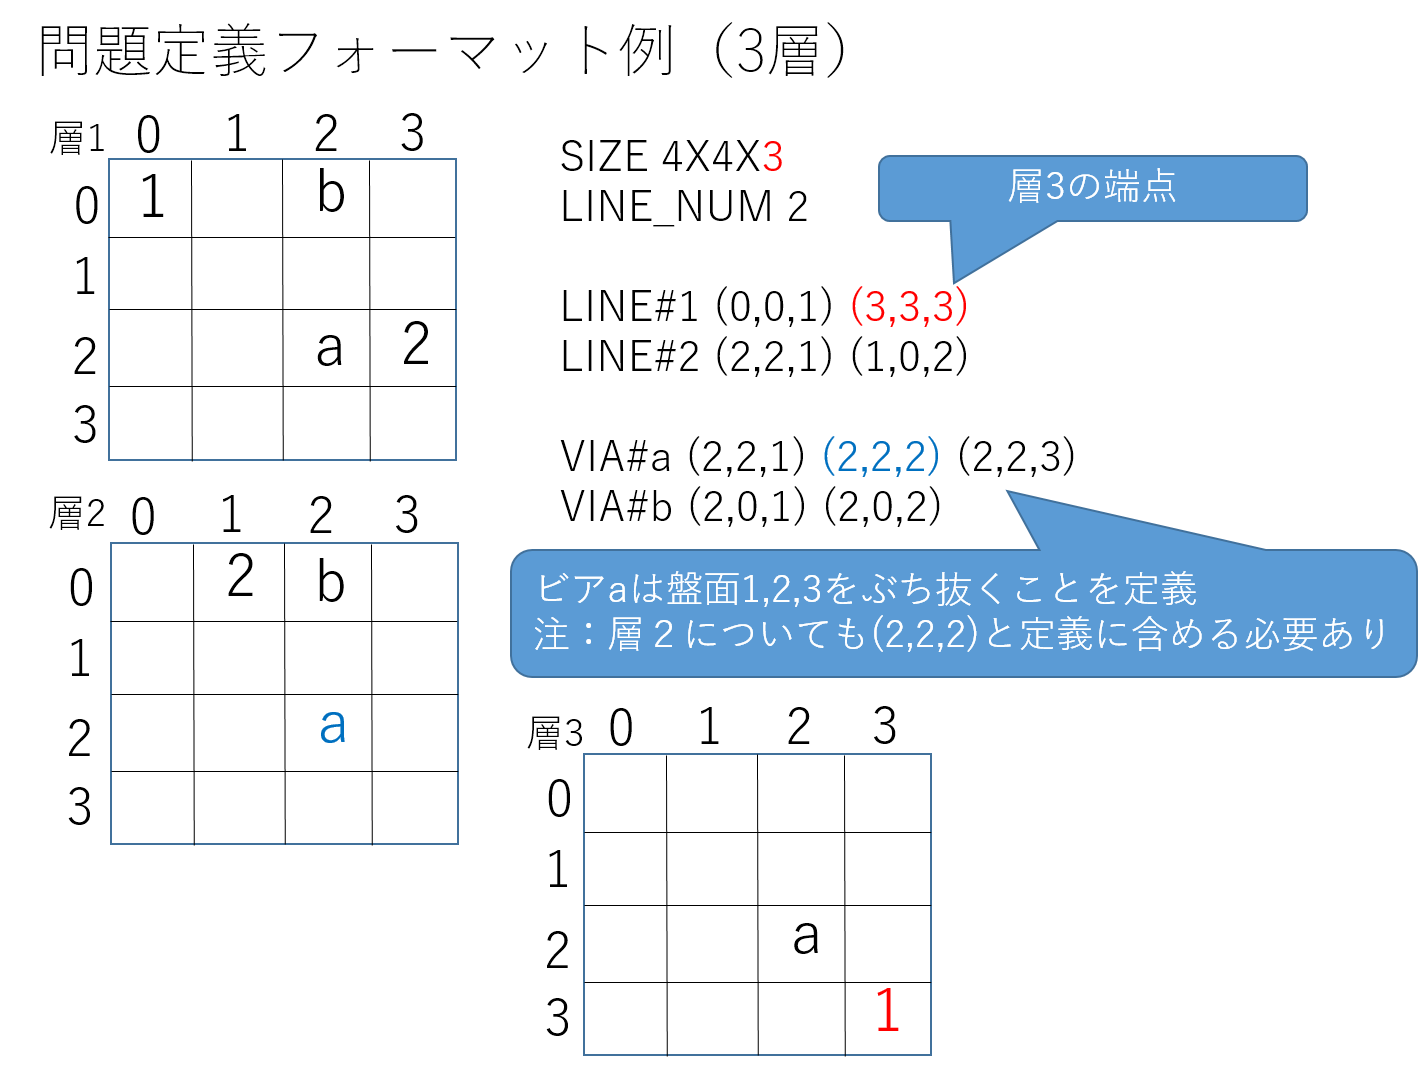 問題定義フォーマット例（3層）
層1 0 1 2 3
0 1 b
1
2 a 2
3
SIZE 4X4X3
LINE_NUM 2
層3の端点
LINE#1 (0,0,1) (3,3,3)
LINE#2 (2,2,1) (1,0,2)
VIA#a (2,2,1) (2,2,2) (2,2,3)
VIA#b (2,0,1) (2,0,2)
ビアaは盤面1,2,3をぶち抜くことを定義
注：層２についても(2,2,2)と定義に含める必要あり
層2 0 1 2 3
0 2 b
1
2 a
3
層3 0 1 2 3
0
1
2 a
3 1